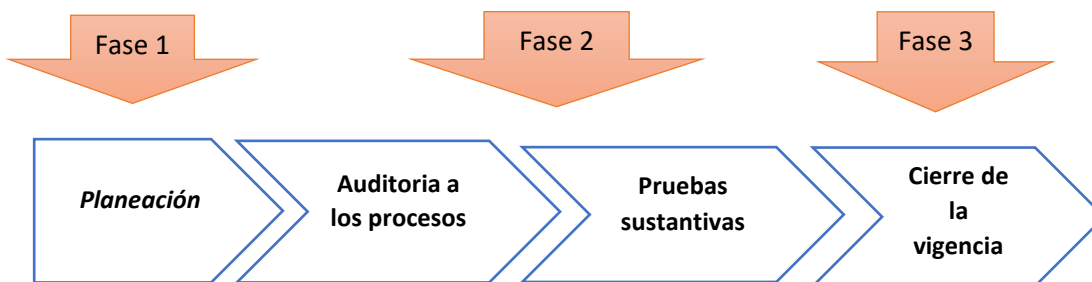 Fase 1
Fase 2
Fase 3
Planeación
Auditoria a
los procesos
Pruebas
sustantivas
Cierre de
la
vigencia